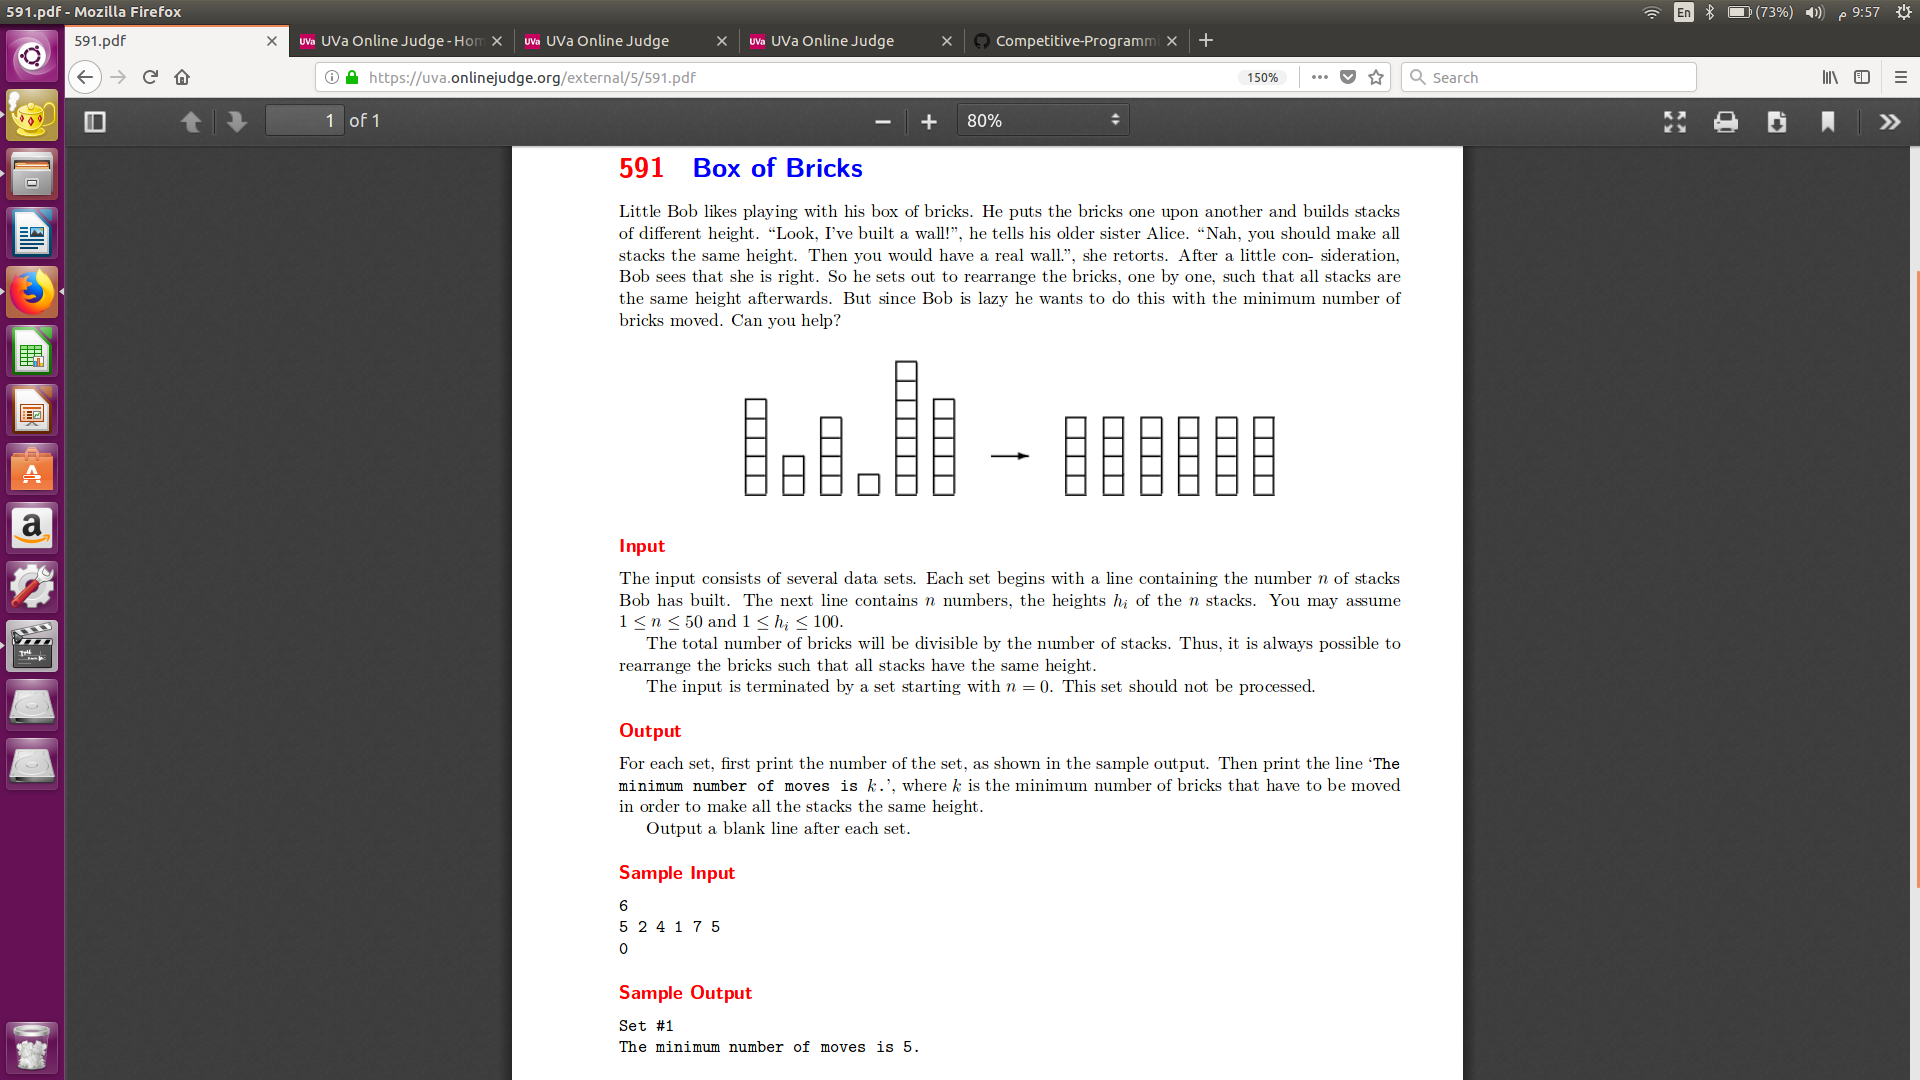 591.pdf - Mozilla Firefox
En (73%) م 9:57
591.pdf
UVa Online Judge - Hom
UVa Online Judge
UVa Online Judge
Competitive-Programmi
https://uva.onlinejudge.org/external/5/591.pdf
150%
Search
1 of 1
80%
591 Box of Bricks
Little Bob likes playing with his box of bricks. He puts the bricks one upon another and builds stacks
of different height. “Look, I’ve built a wall!”, he tells his older sister Alice. “Nah, you should make all
stacks the same height. Then you would have a real wall.”, she retorts. After a little con- sideration,
Bob sees that she is right. So he sets out to rearrange the bricks, one by one, such that all stacks are
the same height afterwards. But since Bob is lazy he wants to do this with the minimum number of
bricks moved. Can you help?
Input
The input consists of several data sets. Each set begins with a line containing the number n of stacks
Bob has built. The next line contains n numbers, the heights hᵢ of the n stacks. You may assume
1 ≤ n ≤ 50 and 1 ≤ hᵢ ≤ 100.
The total number of bricks will be divisible by the number of stacks. Thus, it is always possible to
rearrange the bricks such that all stacks have the same height.
The input is terminated by a set starting with n = 0. This set should not be processed.
Output
For each set, first print the number of the set, as shown in the sample output. Then print the line ‘The
minimum number of moves is k.’, where k is the minimum number of bricks that have to be moved
in order to make all the stacks the same height.
Output a blank line after each set.
Sample Input
6
5 2 4 1 7 5
0
Sample Output
Set #1
The minimum number of moves is 5.